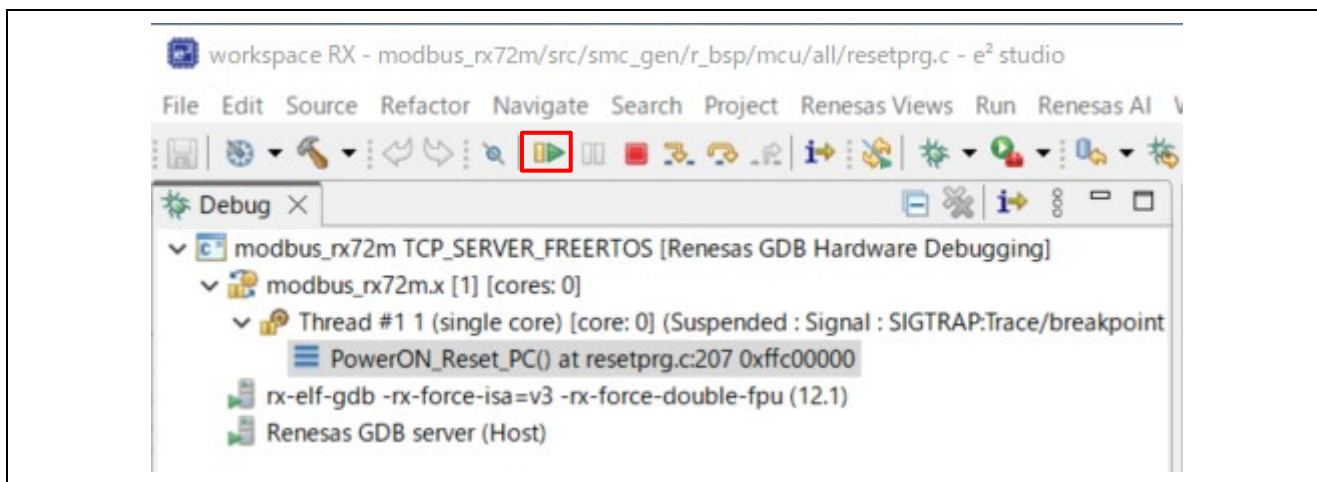 workspace RX - modbus_rx72m/src/smc_gen/r_bsp/mcu/all/resetprg.c - e² studio
File Edit Source Refactor Navigate Search Project Renesas Views Run Renesas AI
Debug
modbus_rx72m TCP_SERVER_FREERTOS [Renesas GDB Hardware Debugging]
modbus_rx72m.x [1] [cores: 0]
Thread #1 1 (single core) [core: 0] (Suspended : Signal : SIGTRAP:Trace/breakpoint
PowerON_Reset_PC() at resetprg.c:207 0xffc00000
rx-elf-gdb -rx-force-isa=v3 -rx-force-double-fpu (12.1)
Renesas GDB server (Host)